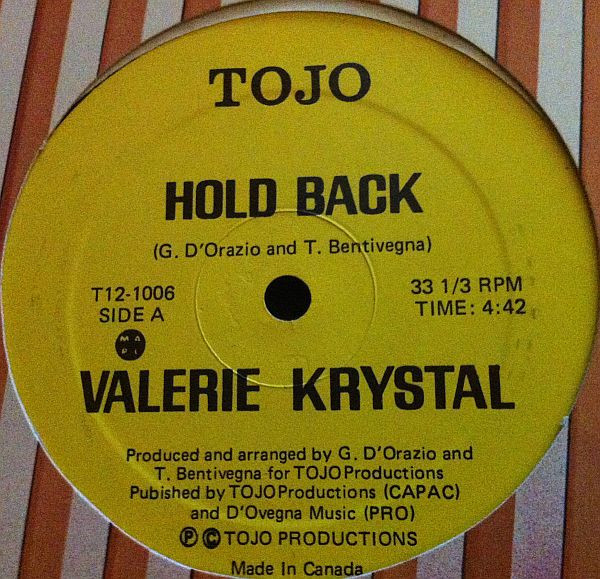 TOJO
HOLD BACK
(G. D'Orazio and T. Bentivegna)
T12-1006
SIDE A
33 1/3 RPM
TIME: 4:42
M A
P L
VALERIE KRYSTAL
Produced and arranged by G. D'Orazio and
T. Bentivegna for TOJO Productions
Pubished by TOJO Productions (CAPAC)
and D'Ovegna Music (PRO)
℗ © TOJO PRODUCTIONS
Made In Canada